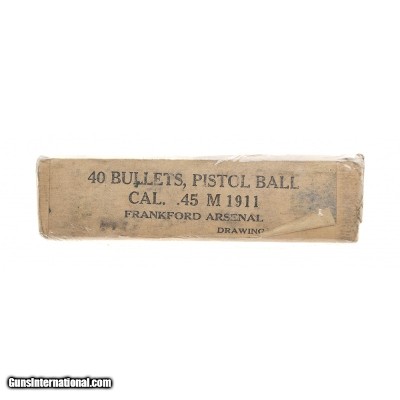 40 BULLETS, PISTOL BALL
CAL. .45 M 1911
FRANKFORD ARSENAL
DRAWING
GunsInternational.com